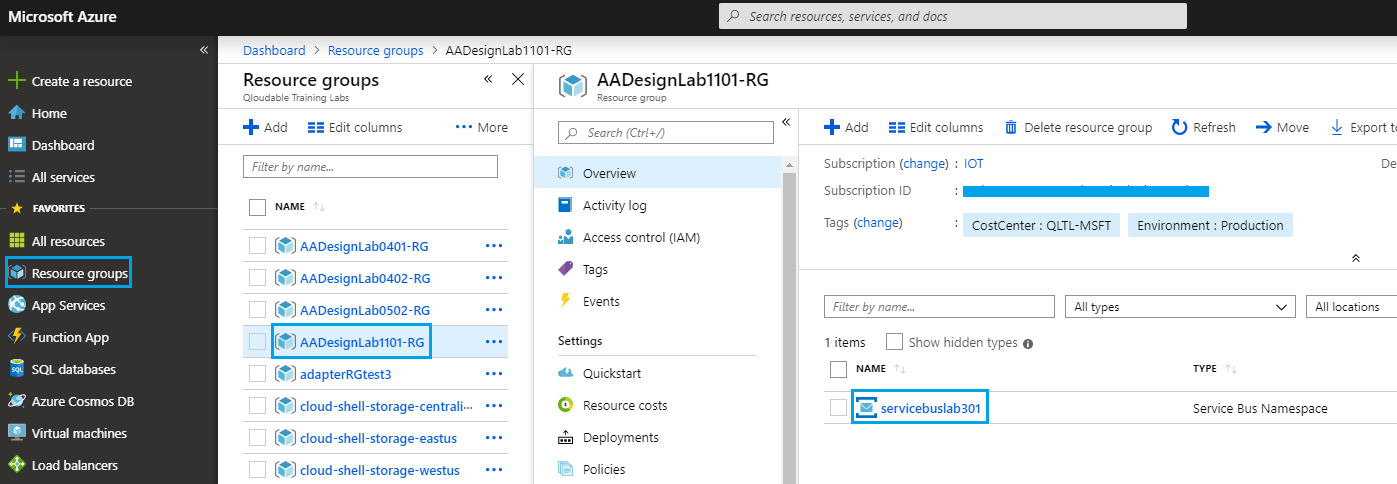 Microsoft Azure
Search resources, services, and docs
«
Create a resource
Home
Dashboard
All services
FAVORITES
All resources
Resource groups
App Services
Function App
SQL databases
Azure Cosmos DB
Virtual machines
Load balancers
Dashboard > Resource groups > AADesignLab1101-RG
Resource groups
Qloudable Training Labs
Add Edit columns ••• More
Filter by name...
NAME
AADesignLab0401-RG
AADesignLab0402-RG
AADesignLab0502-RG
AADesignLab1101-RG
adapterRGtest3
cloud-shell-storage-centrali...
cloud-shell-storage-eastus
cloud-shell-storage-westus
AADesignLab1101-RG
Resource group
Search (Ctrl+/)
Overview
Activity log
Access control (IAM)
Tags
Events
Settings
Quickstart
Resource costs
Deployments
Policies
Add Edit columns Delete resource group Refresh Move Export to
Subscription (change) : IOT De
Subscription ID :
Tags (change) : CostCenter : QLTL-MSFT Environment : Production
Filter by name... All types All locations
1 items Show hidden types
NAME TYPE
servicebuslab301 Service Bus Namespace